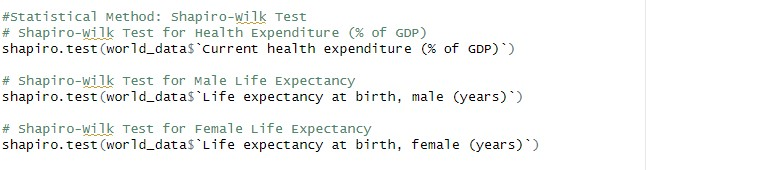 #Statistical Method: Shapiro-Wilk Test
# Shapiro-Wilk Test for Health Expenditure (% of GDP)
shapiro.test(world_data$`Current health expenditure (% of GDP)`)
# Shapiro-Wilk Test for Male Life Expectancy
shapiro.test(world_data$`Life expectancy at birth, male (years)`)
# Shapiro-Wilk Test for Female Life Expectancy
shapiro.test(world_data$`Life expectancy at birth, female (years)`)